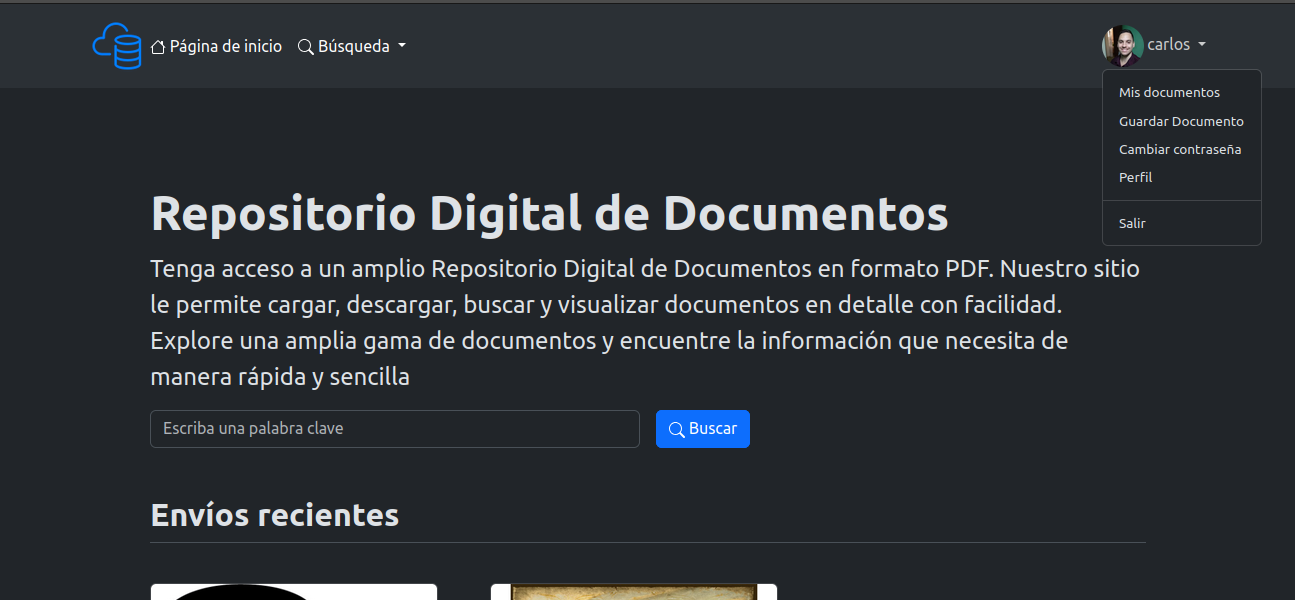 Página de inicio
Búsqueda
carlos
Mis documentos
Guardar Documento
Cambiar contraseña
Perfil
Salir
Repositorio Digital de Documentos
Tenga acceso a un amplio Repositorio Digital de Documentos en formato PDF. Nuestro sitio
le permite cargar, descargar, buscar y visualizar documentos en detalle con facilidad.
Explore una amplia gama de documentos y encuentre la información que necesita de
manera rápida y sencilla
Escriba una palabra clave
Buscar
Envíos recientes